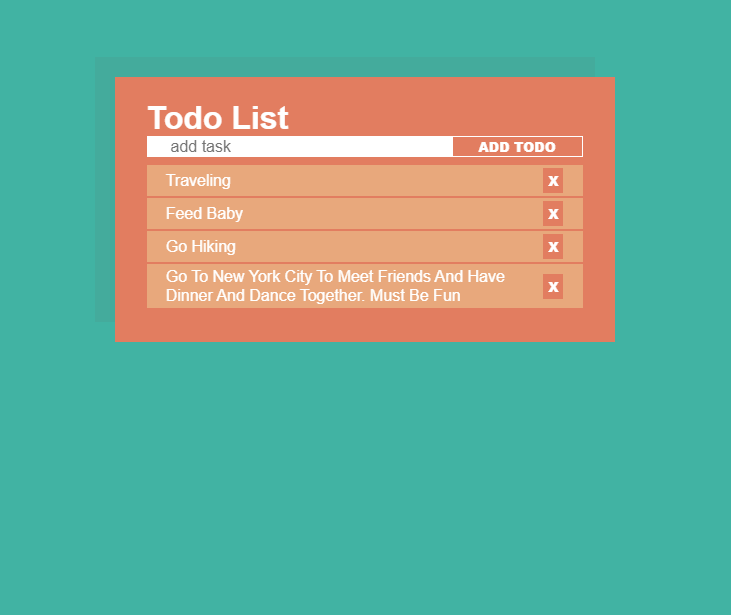 Todo List
add task
ADD TODO
Traveling
X
Feed Baby
X
Go Hiking
X
Go To New York City To Meet Friends And Have
Dinner And Dance Together. Must Be Fun
X